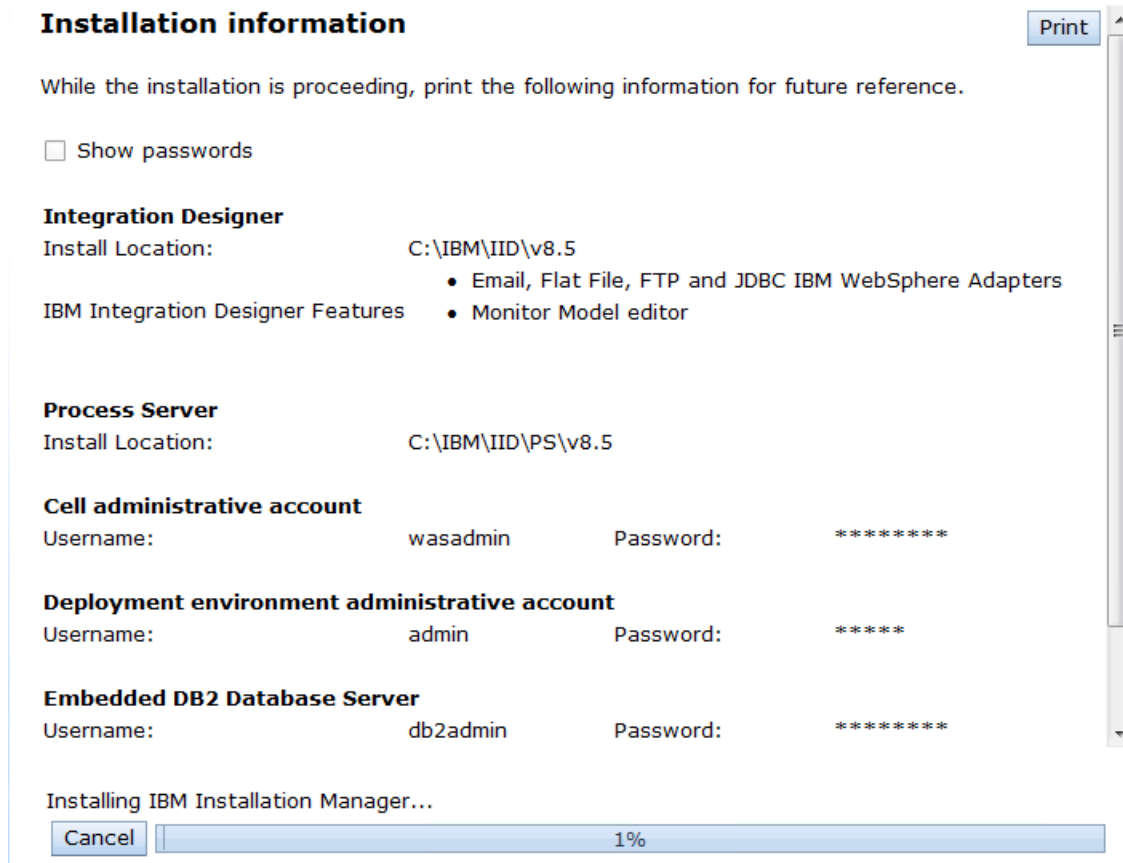 Installation information
Print
While the installation is proceeding, print the following information for future reference.
Show passwords
Integration Designer
Install Location: C:\IBM\IID\v8.5
• Email, Flat File, FTP and JDBC IBM WebSphere Adapters
IBM Integration Designer Features • Monitor Model editor
Process Server
Install Location: C:\IBM\IID\PS\v8.5
Cell administrative account
Username: wasadmin Password: ********
Deployment environment administrative account
Username: admin Password: *****
Embedded DB2 Database Server
Username: db2admin Password: ********
Installing IBM Installation Manager...
Cancel 1%